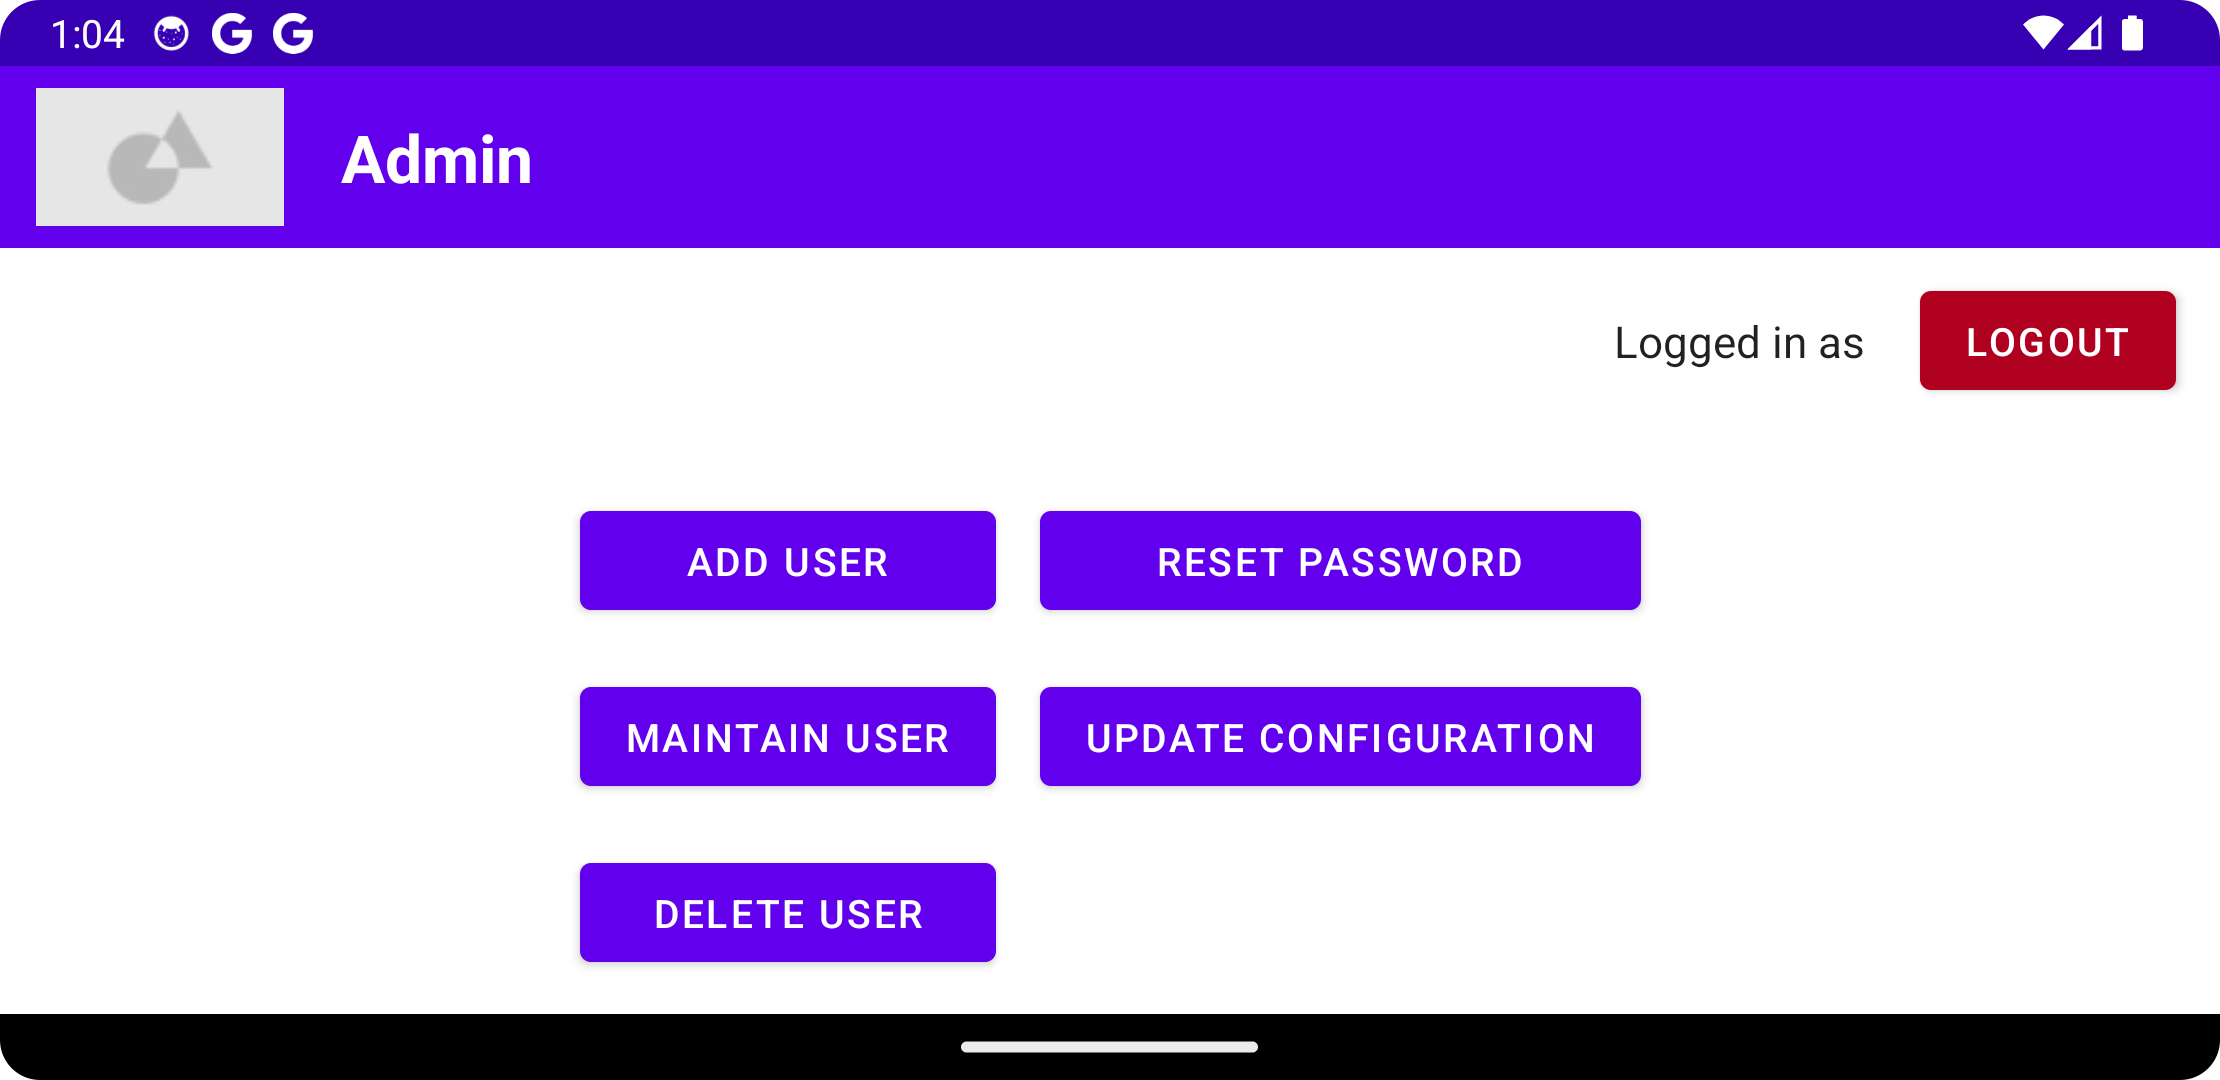 1:04
Admin
Logged in as
LOGOUT
ADD USER
RESET PASSWORD
MAINTAIN USER
UPDATE CONFIGURATION
DELETE USER